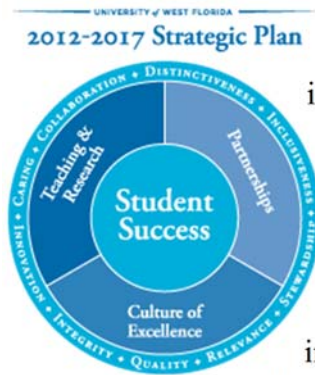 UNIVERSITY of WEST FLORIDA
2012-2017 Strategic Plan
CARING + COLLABORATION + DISTINCTIVENESS + INCLUSIVENESS +
INNOVATION + INTEGRITY + QUALITY + RELEVANCE + STEWARDSHIP +
Teaching &
Research
Partnerships
Student
Success
Culture of
Excellence